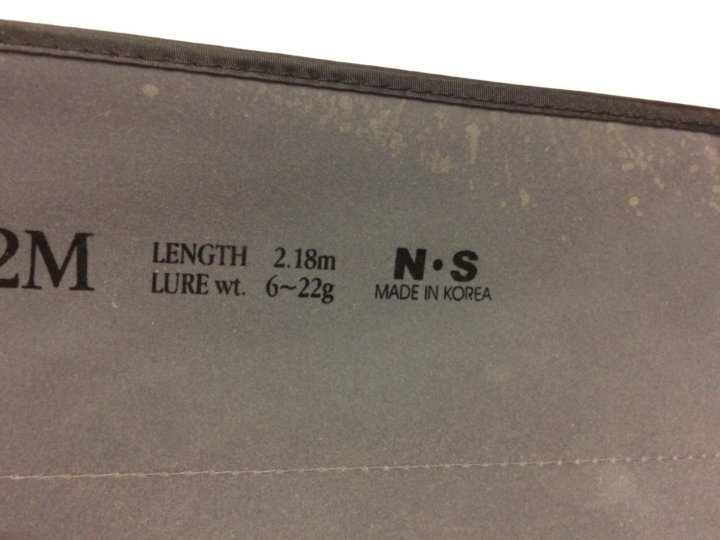 2M
LENGTH 2.18m
LURE wt. 6~22g
N·S
MADE IN KOREA